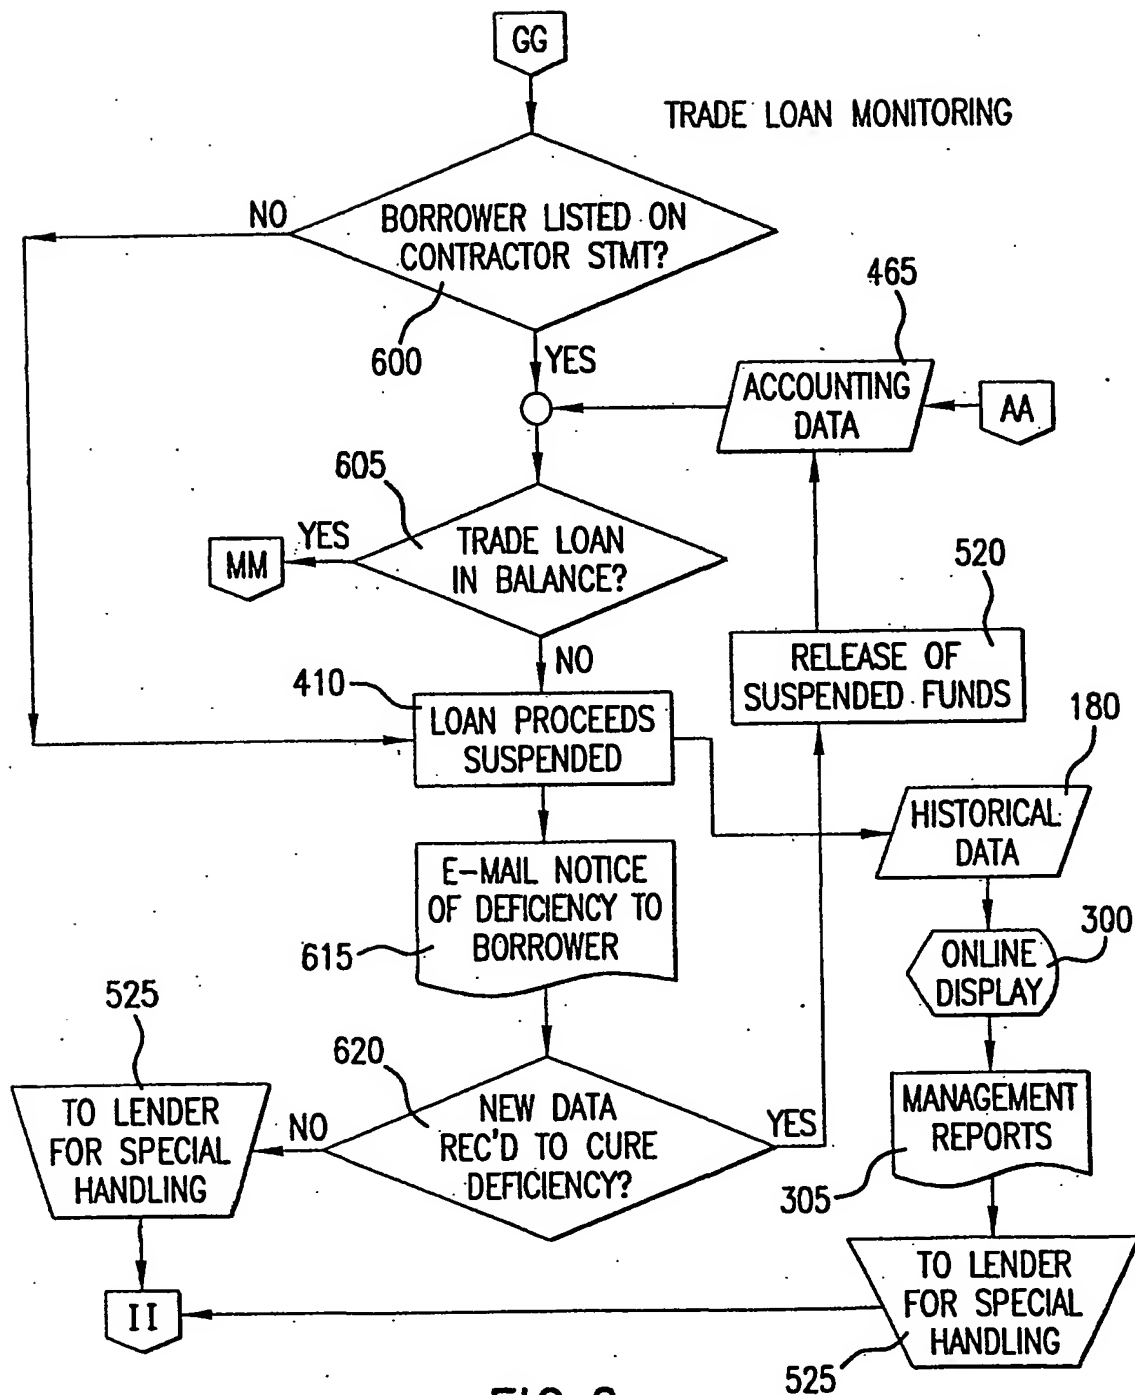 GG
TRADE LOAN MONITORING
NO
BORROWER LISTED ON
CONTRACTOR STMT?
600
YES
465
ACCOUNTING
DATA
AA
605
YES
TRADE LOAN
IN BALANCE?
MM
NO
520
RELEASE OF
SUSPENDED FUNDS
410
LOAN PROCEEDS
SUSPENDED
180
HISTORICAL
DATA
E-MAIL NOTICE
OF DEFICIENCY TO
BORROWER
615
300
ONLINE
DISPLAY
525
TO LENDER
FOR SPECIAL
HANDLING
620
NO
NEW DATA
REC'D TO CURE
DEFICIENCY?
YES
MANAGEMENT
REPORTS
305
II
TO LENDER
FOR SPECIAL
HANDLING
525